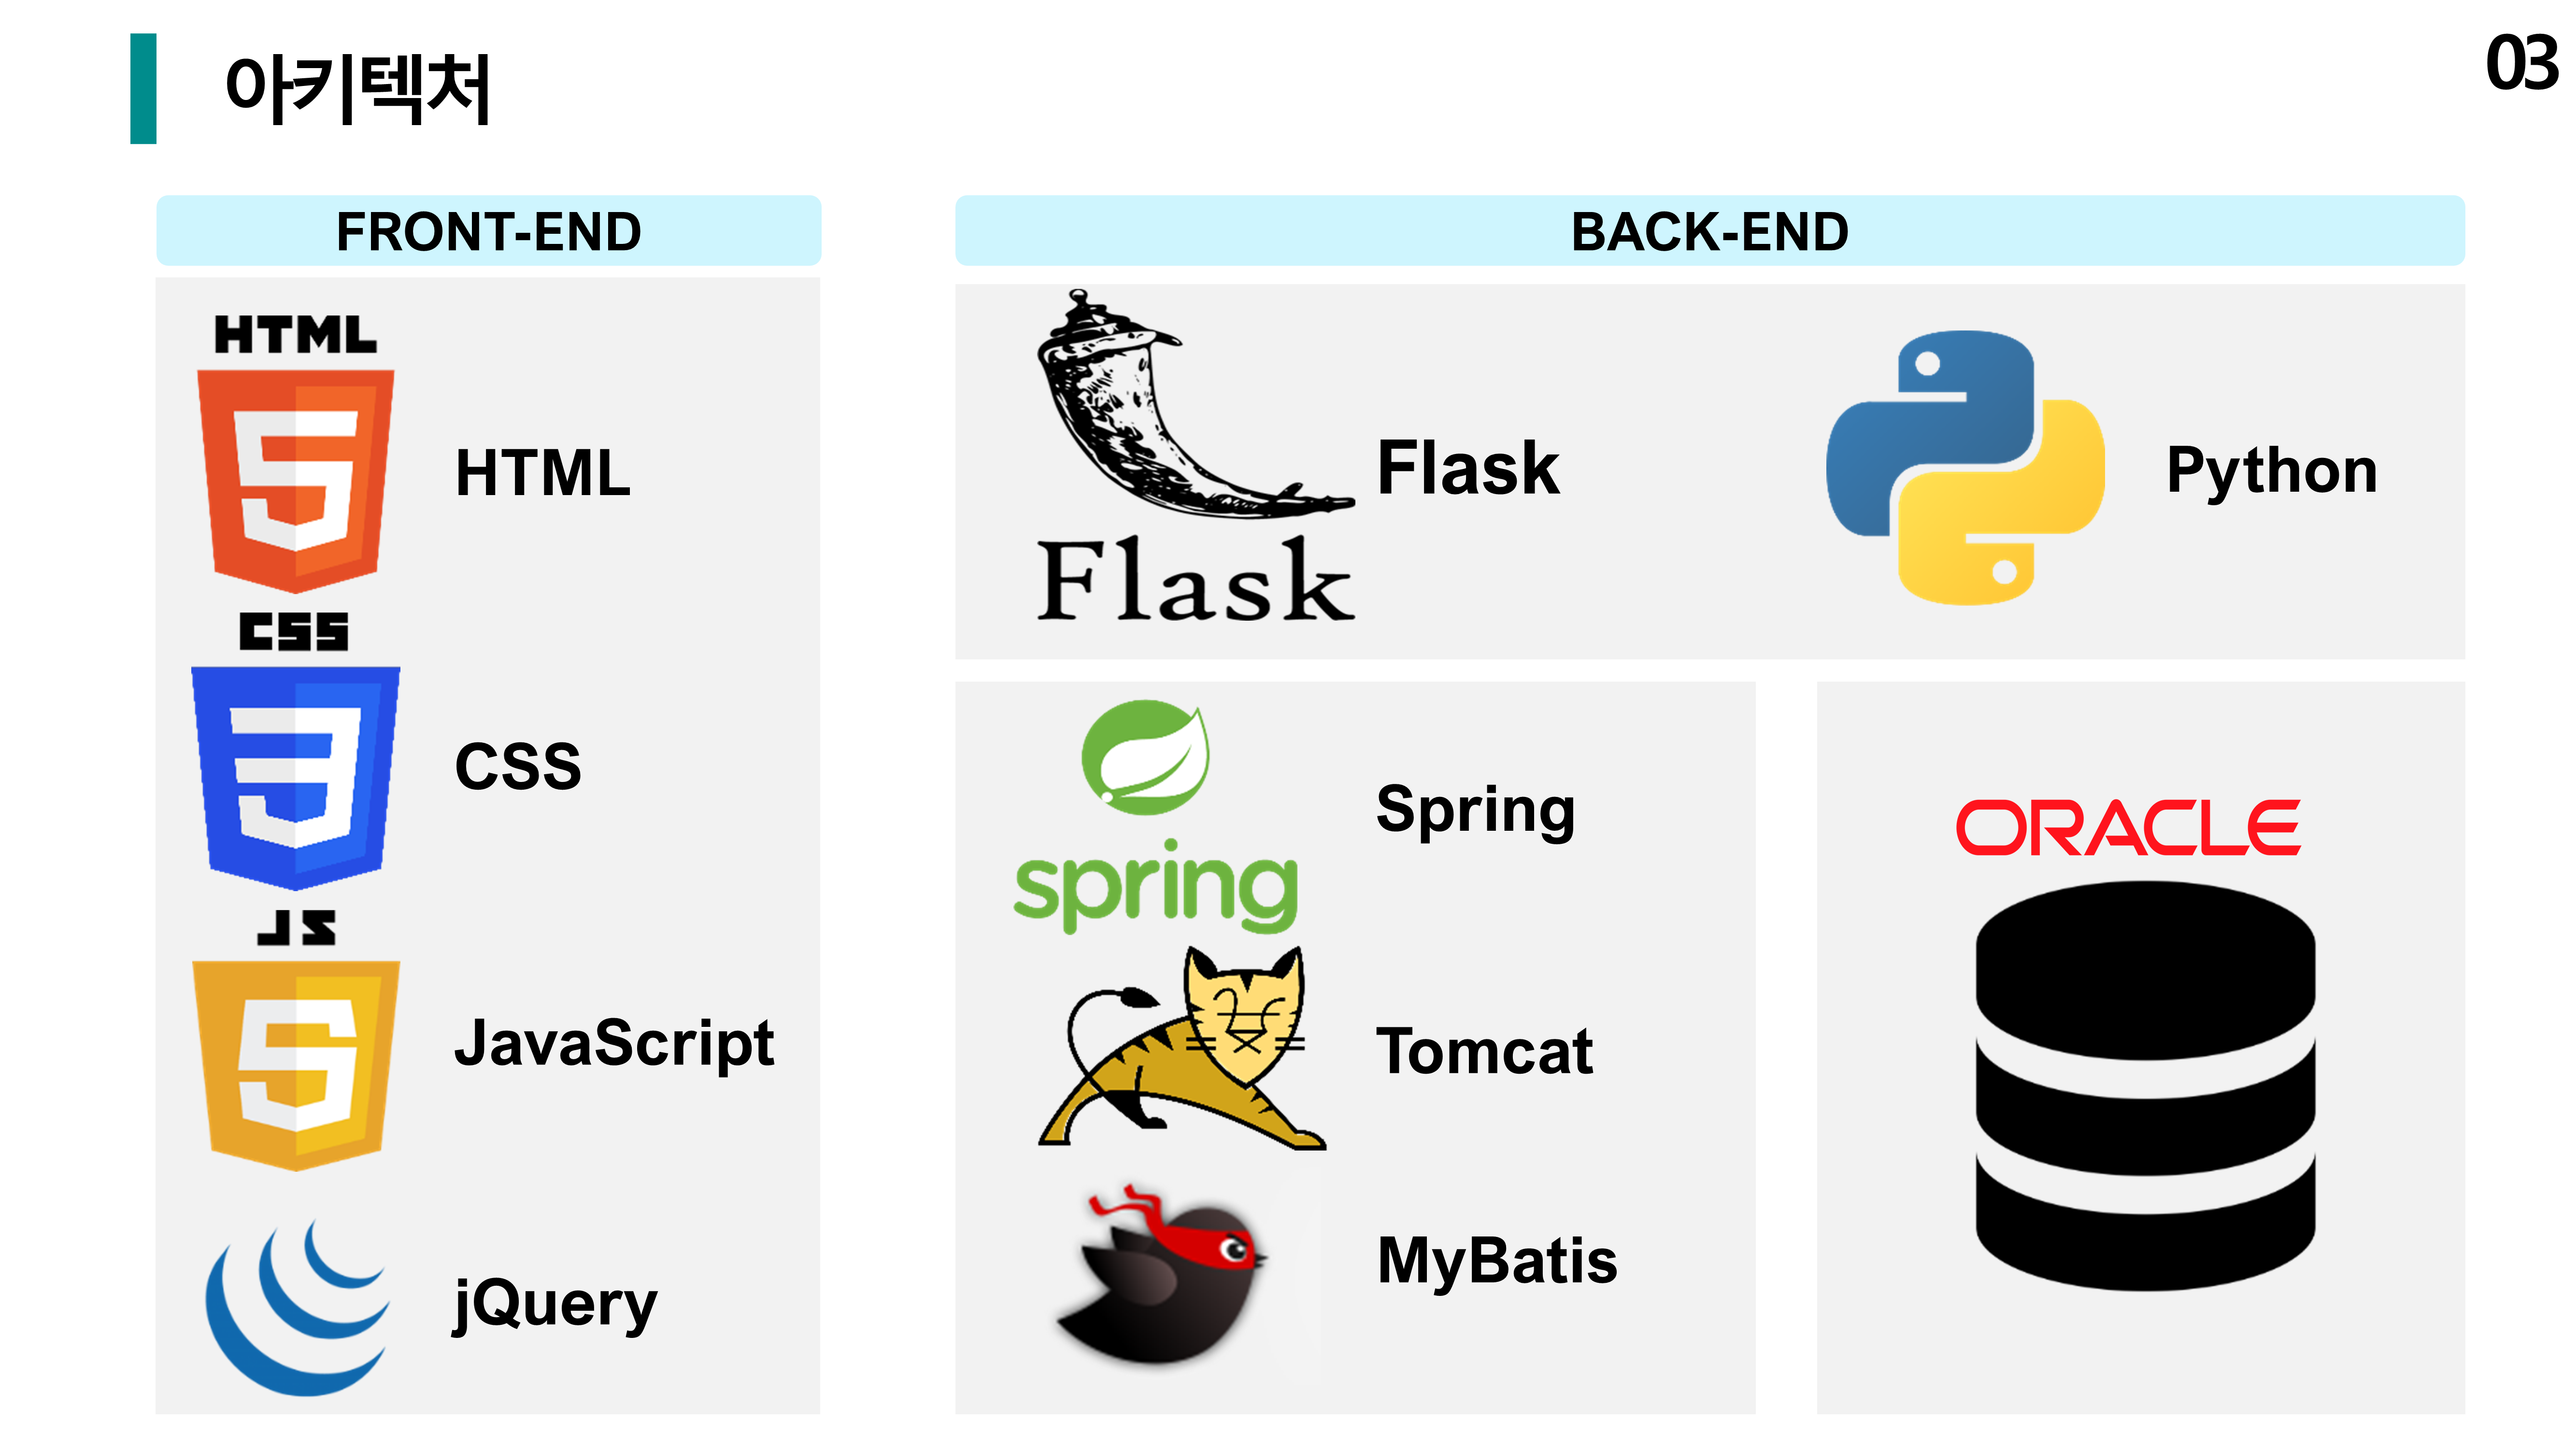 아키텍처
03
FRONT-END
HTML
HTML
CSS
CSS
JS
JavaScript
jQuery
BACK-END
Flask
Flask
Python
Spring
spring
Tomcat
MyBatis
ORACLE